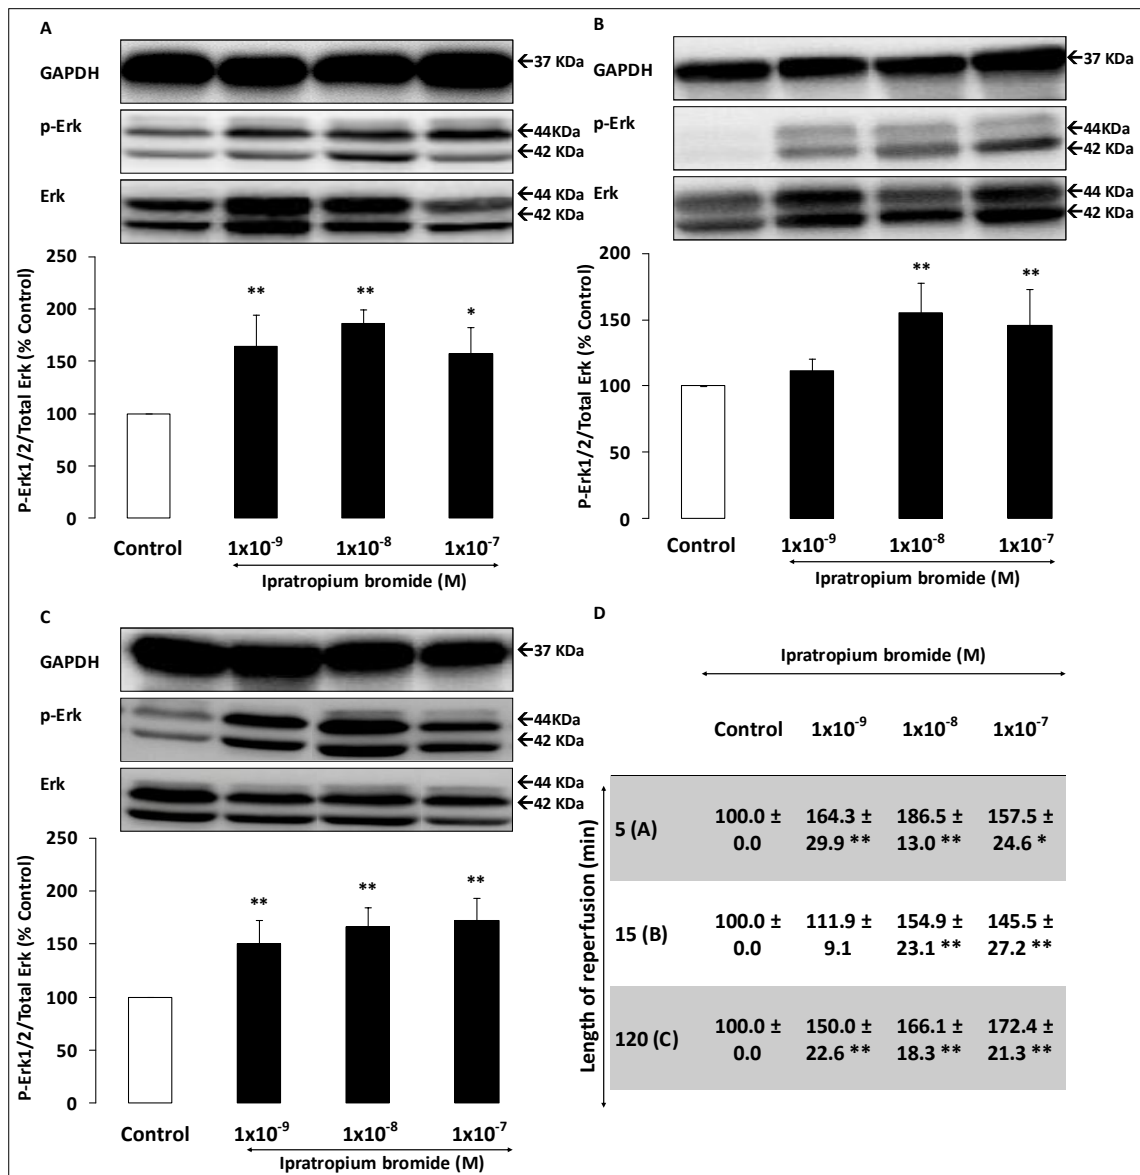 A
GAPDH
←37 KDa
p-Erk
←44KDa
←42 KDa
Erk
←44 KDa
←42 KDa
P-Erk1/2/Total Erk (% Control)
250
200
150
100
50
0
**
**
*
Control
1x10⁻⁹
1x10⁻⁸
1x10⁻⁷
Ipratropium bromide (M)
B
GAPDH
←37 KDa
p-Erk
←44KDa
←42 KDa
Erk
←44 KDa
←42 KDa
P-Erk1/2/Total Erk (% Control)
200
150
100
50
0
**
**
Control
1x10⁻⁹
1x10⁻⁸
1x10⁻⁷
Ipratropium bromide (M)
C
GAPDH
←37 KDa
p-Erk
←44KDa
←42 KDa
Erk
←44 KDa
←42 KDa
P-Erk1/2/Total Erk (% Control)
250
200
150
100
50
0
**
**
**
Control
1x10⁻⁹
1x10⁻⁸
1x10⁻⁷
Ipratropium bromide (M)
D
Ipratropium bromide (M)
Control 1x10⁻⁹ 1x10⁻⁸ 1x10⁻⁷
Length of reperfusion (min)
5 (A)
100.0 ± 164.3 ± 186.5 ± 157.5 ±
0.0 29.9 ** 13.0 ** 24.6 *
15 (B)
100.0 ± 111.9 ± 154.9 ± 145.5 ±
0.0 9.1 23.1 ** 27.2 **
120 (C)
100.0 ± 150.0 ± 166.1 ± 172.4 ±
0.0 22.6 ** 18.3 ** 21.3 **